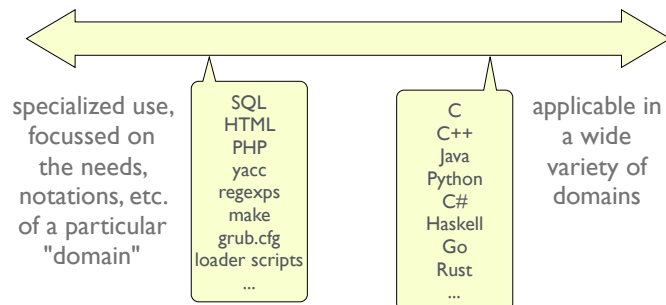 specialized use,
focussed on
the needs,
notations, etc.
of a particular
"domain"
SQL
HTML
PHP
yacc
regexps
make
grub.cfg
loader scripts
...
C
C++
Java
Python
C#
Haskell
Go
Rust
...
applicable in
a wide
variety of
domains